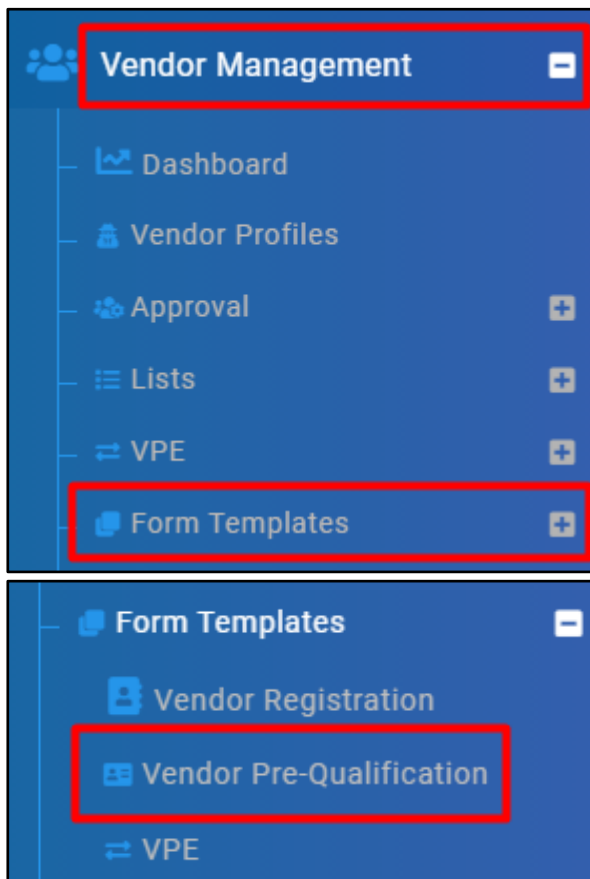 Vendor Management
Dashboard
Vendor Profiles
Approval
Lists
VPE
Form Templates
Form Templates
Vendor Registration
Vendor Pre-Qualification
VPE